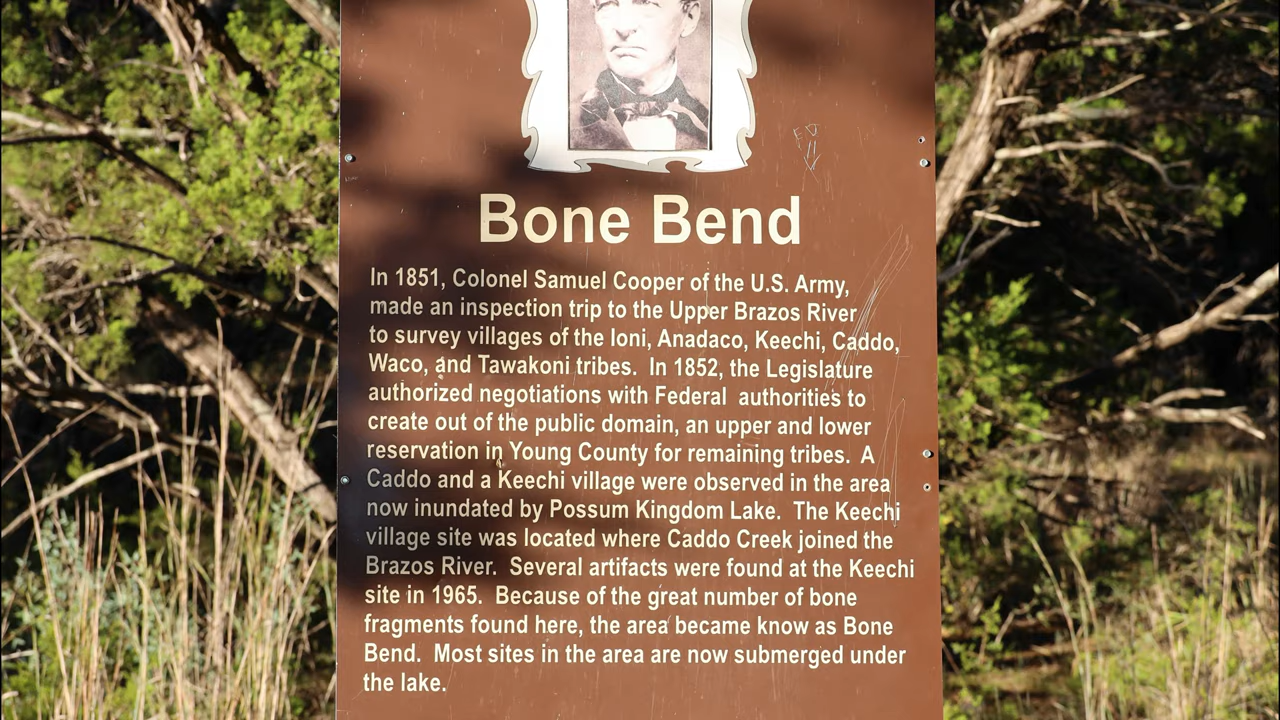 Bone Bend
In 1851, Colonel Samuel Cooper of the U.S. Army,
made an inspection trip to the Upper Brazos River
to survey villages of the Ioni, Anadaco, Keechi, Caddo,
Waco, and Tawakoni tribes.  In 1852, the Legislature
authorized negotiations with Federal  authorities to
create out of the public domain, an upper and lower
reservation in Young County for remaining tribes.  A
Caddo and a Keechi village were observed in the area
now inundated by Possum Kingdom Lake.  The Keechi
village site was located where Caddo Creek joined the
Brazos River.  Several artifacts were found at the Keechi
site in 1965.  Because of the great number of bone
fragments found here, the area became know as Bone
Bend.  Most sites in the area are now submerged under
the lake.